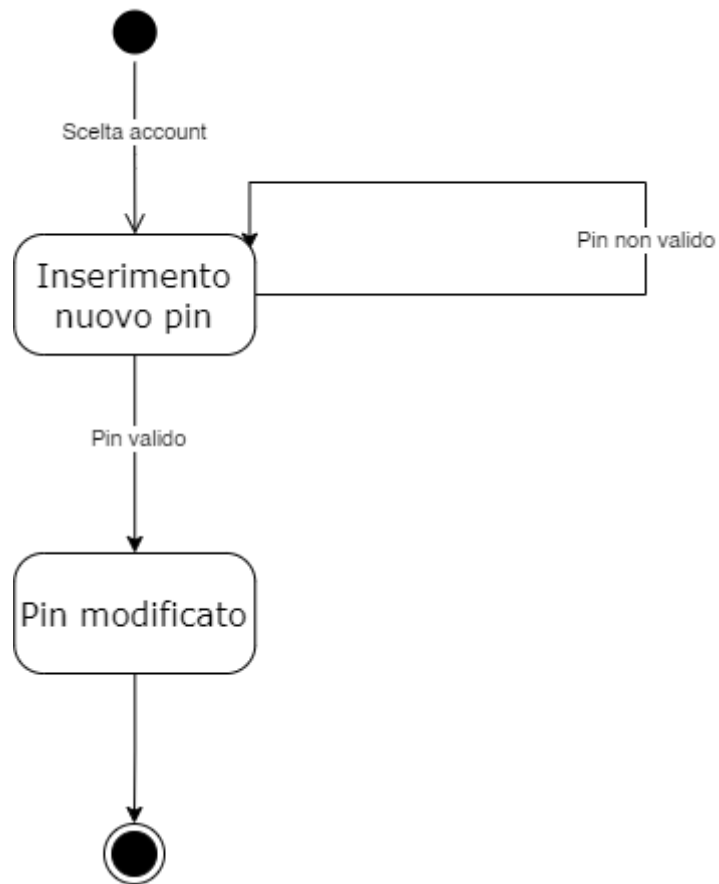 Scelta account
Pin non valido
Inserimento
nuovo pin
Pin valido
Pin modificato